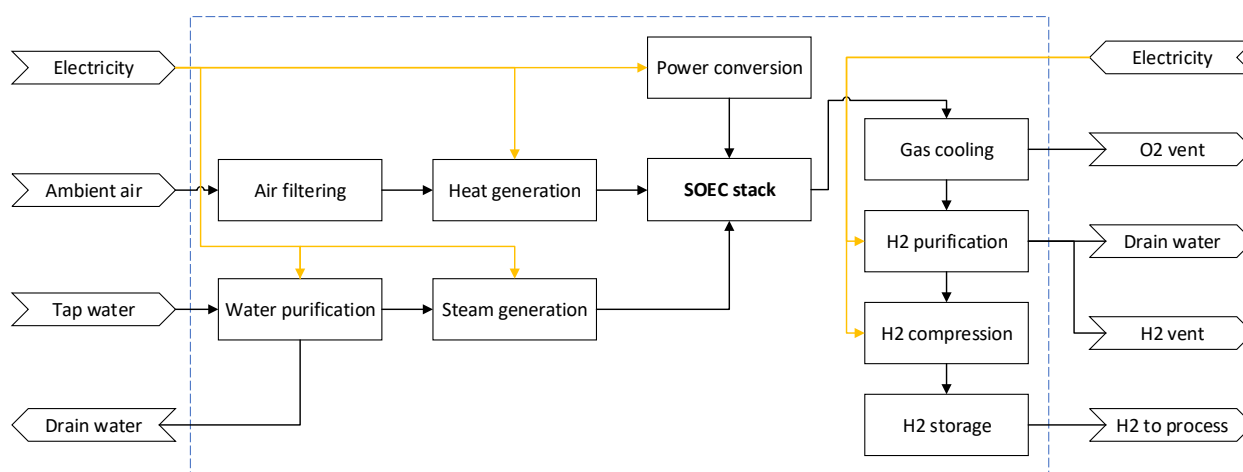 Electricity
Power conversion
Electricity
Gas cooling
O2 vent
Ambient air
Air filtering
Heat generation
SOEC stack
H2 purification
Drain water
Tap water
Water purification
Steam generation
H2 compression
H2 vent
Drain water
H2 storage
H2 to process